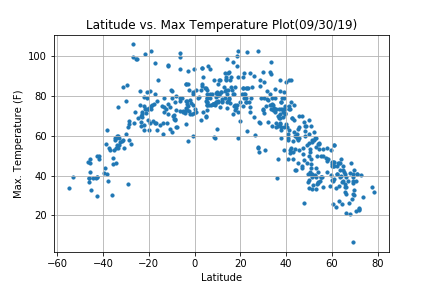 Latitude vs. Max Temperature Plot(09/30/19)
Max. Temperature (F)
100
80
60
40
20
−60 −40 −20 0 20 40 60 80
Latitude